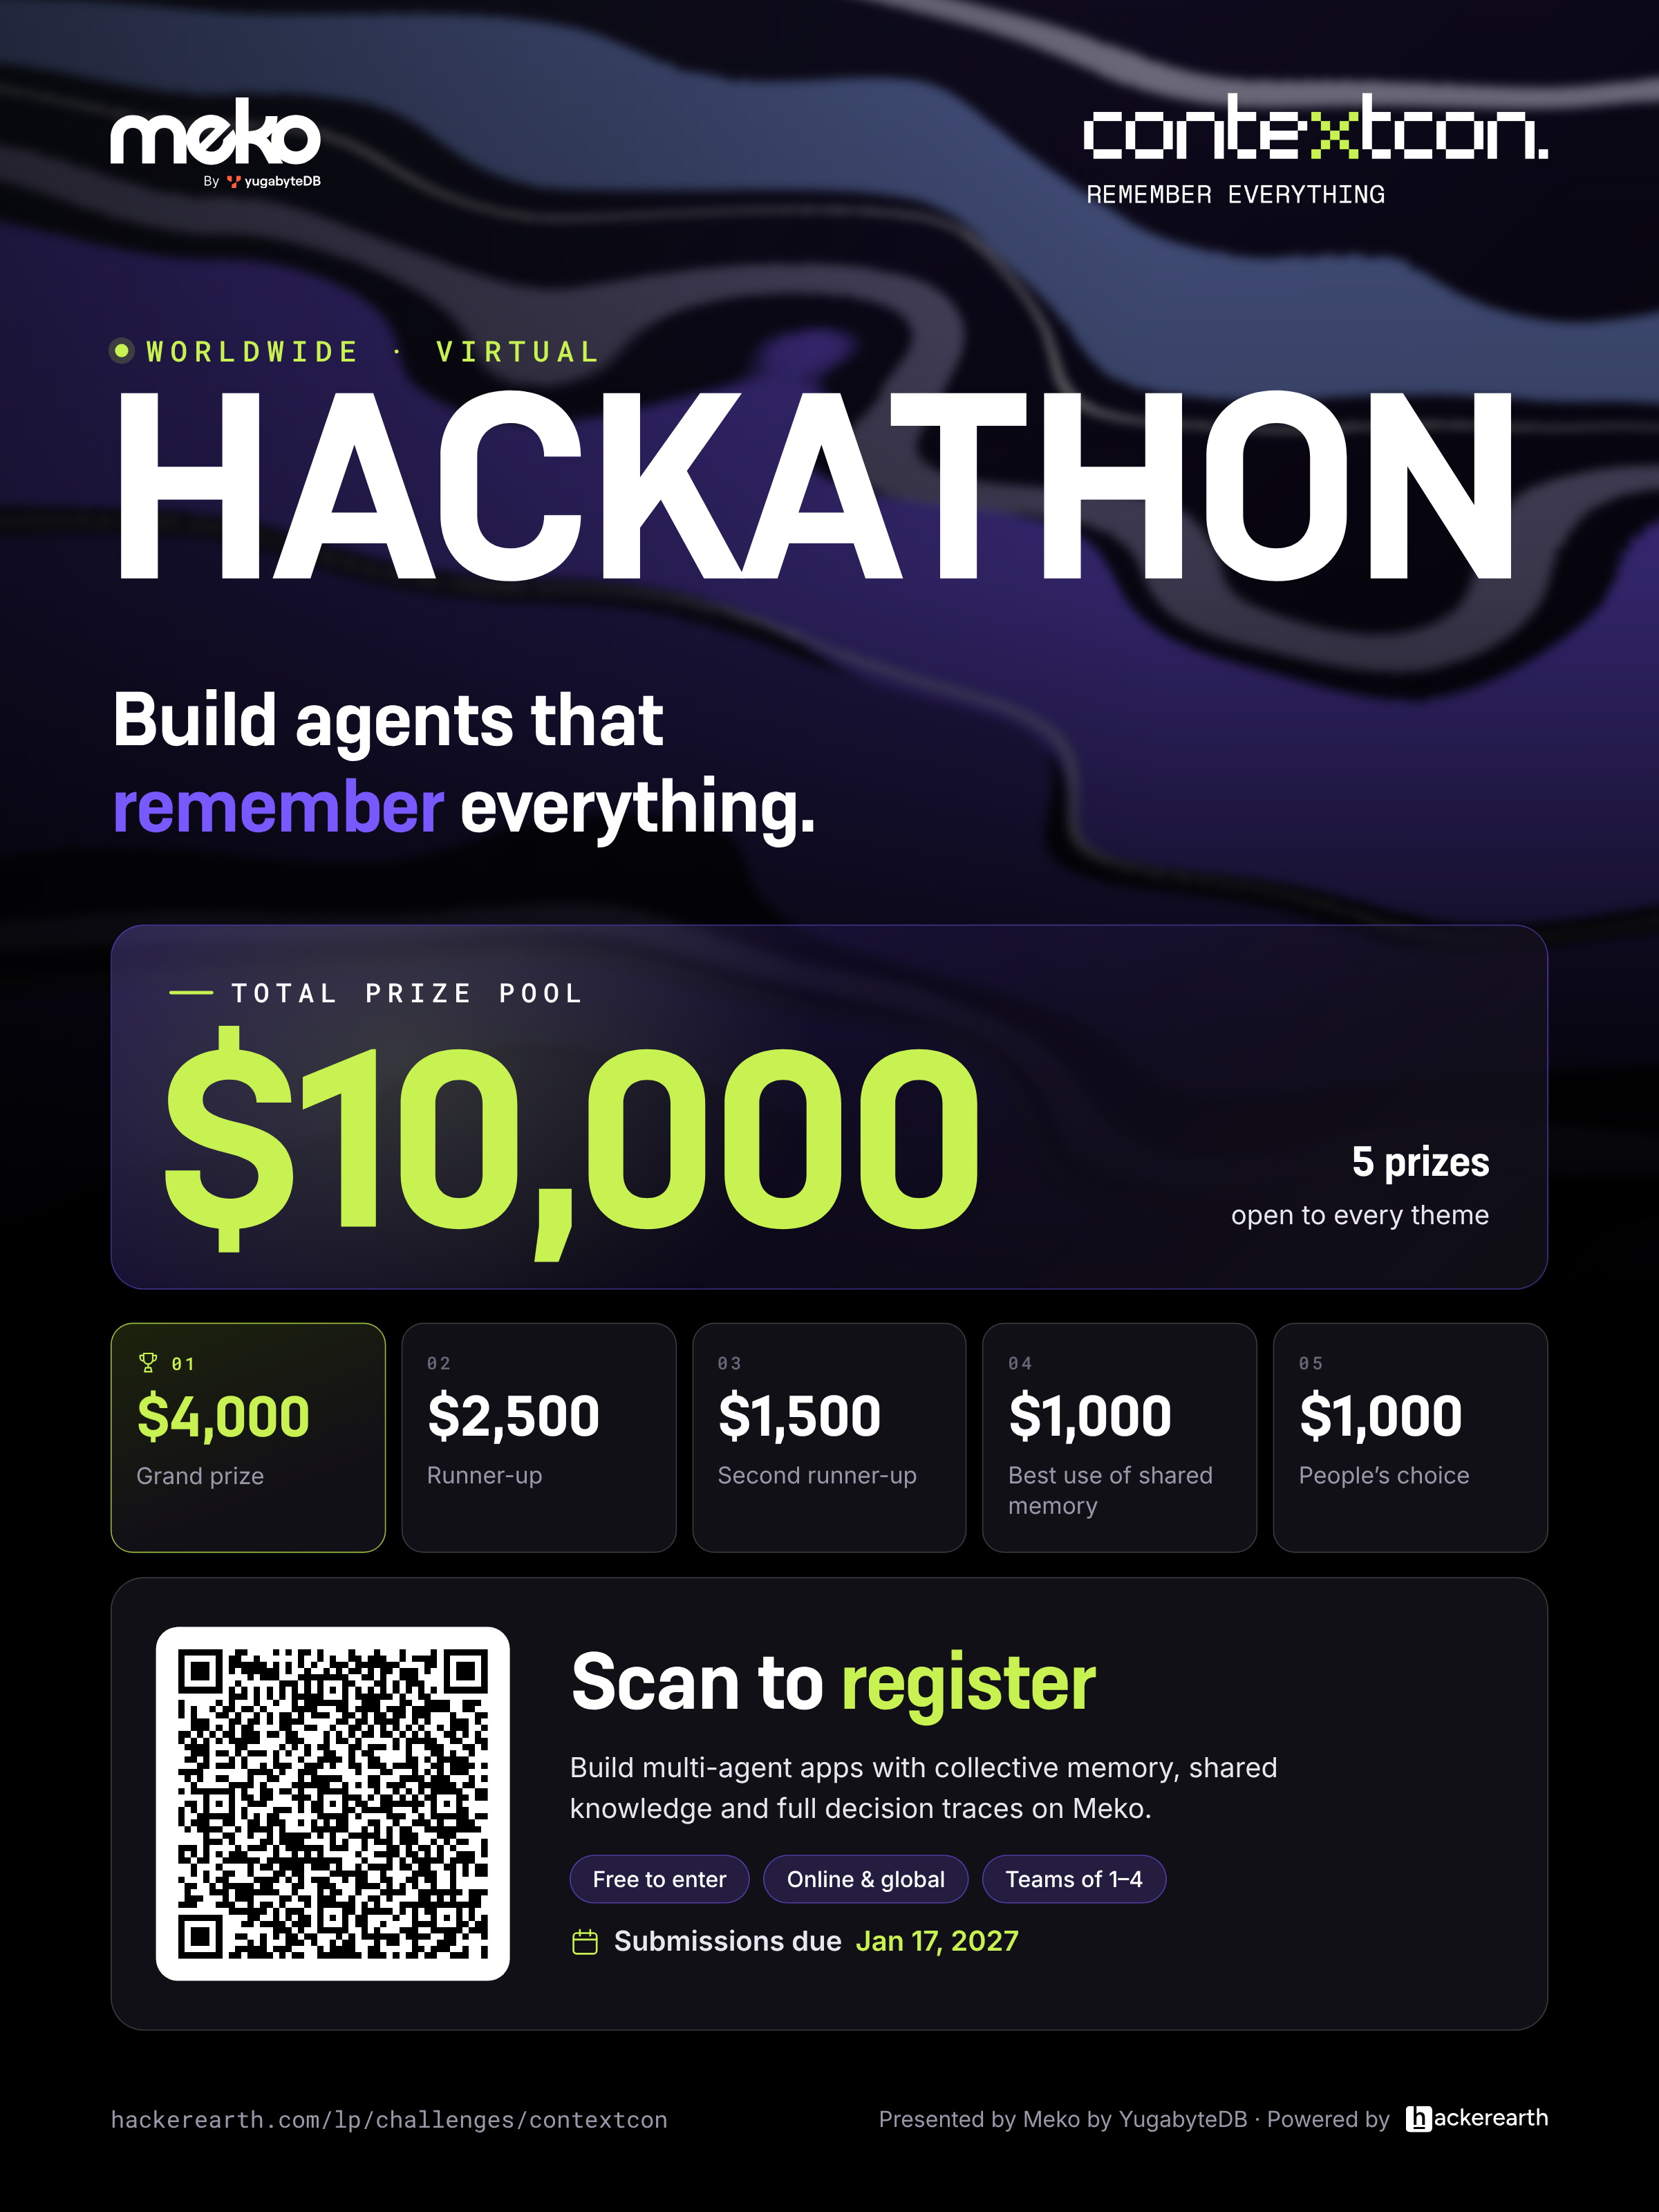 meko
By yugabyteDB
contextcon.
REMEMBER EVERYTHING
WORLDWIDE · VIRTUAL
HACKATHON
Build agents that
remember everything.
TOTAL PRIZE POOL
$10,000
5 prizes
open to every theme
01
$4,000
Grand prize
02
$2,500
Runner-up
03
$1,500
Second runner-up
04
$1,000
Best use of shared
memory
05
$1,000
People’s choice
Scan to register
Build multi-agent apps with collective memory, shared
knowledge and full decision traces on Meko.
Free to enter
Online & global
Teams of 1–4
Submissions due Jan 17, 2027
hackerearth.com/lp/challenges/contextcon
Presented by Meko by YugabyteDB · Powered by hackerearth